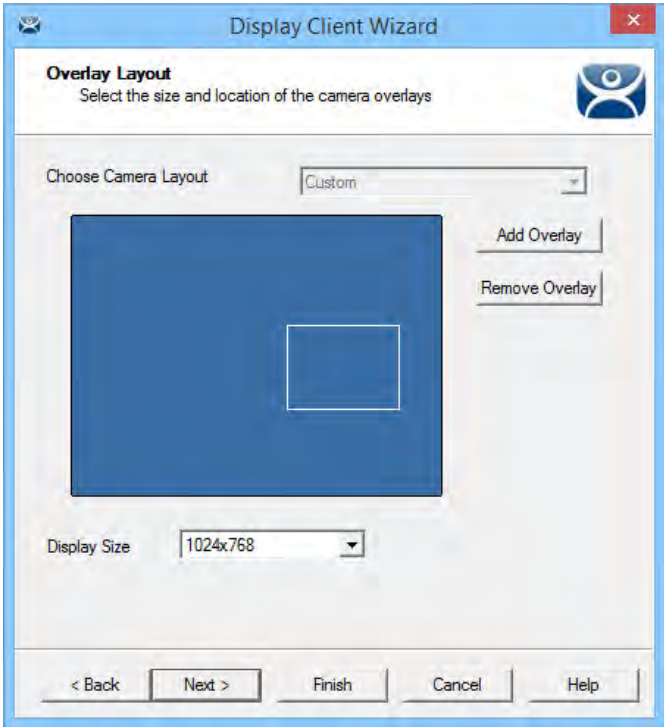 Display Client Wizard
Overlay Layout
Select the size and location of the camera overlays
Choose Camera Layout
Custom
Add Overlay
Remove Overlay
Display Size
1024x768
< Back
Next >
Finish
Cancel
Help